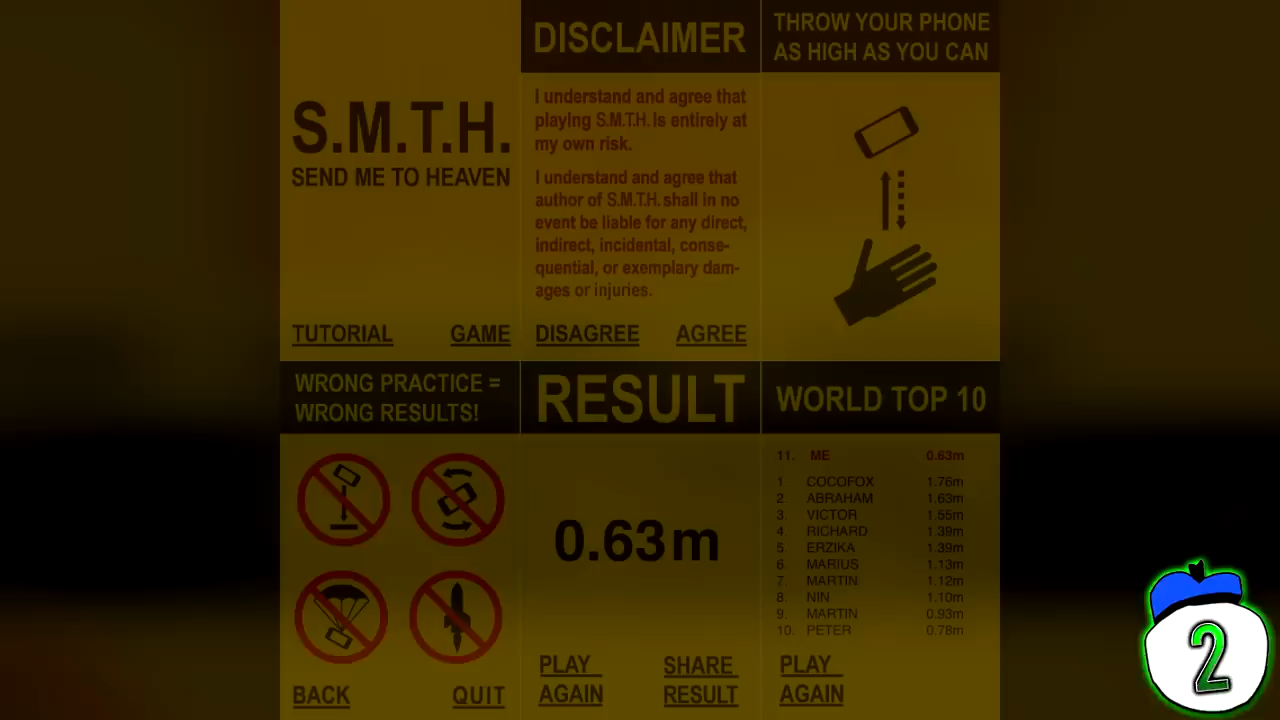 S.M.T.H.
SEND ME TO HEAVEN
TUTORIAL GAME
DISCLAIMER
I understand and agree that
playing S.M.T.H. is entirely at
my own risk.
I understand and agree that
author of S.M.T.H. shall in no
event be liable for any direct,
indirect, incidental, conse-
quential, or exemplary dam-
ages or injuries.
DISAGREE AGREE
THROW YOUR PHONE
AS HIGH AS YOU CAN
WRONG PRACTICE =
WRONG RESULTS!
BACK QUIT
RESULT
0.63m
PLAY SHARE
AGAIN RESULT
WORLD TOP 10
11. ME 0.63m
1 COCOFOX 1.76m
2. ABRAHAM 1.63m
3. VICTOR 1.55m
4. RICHARD 1.39m
5. ERZIKA 1.39m
6. MARIUS 1.13m
7. MARTIN 1.12m
8. NIN 1.10m
9. MARTIN 0.93m
10. PETER 0.78m
PLAY
AGAIN
2